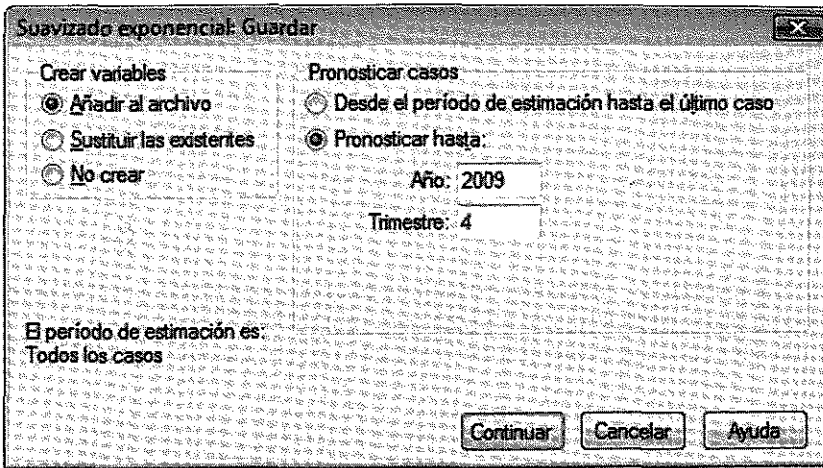 Suavizado exponencial: Guardar
Crear variables
Añadir al archivo
Sustituir las existentes
No crear
Pronosticar casos
Desde el período de estimación hasta el último caso
Pronosticar hasta:
Año: 2009
Trimestre: 4
El período de estimación es:
Todos los casos
Continuar
Cancelar
Ayuda